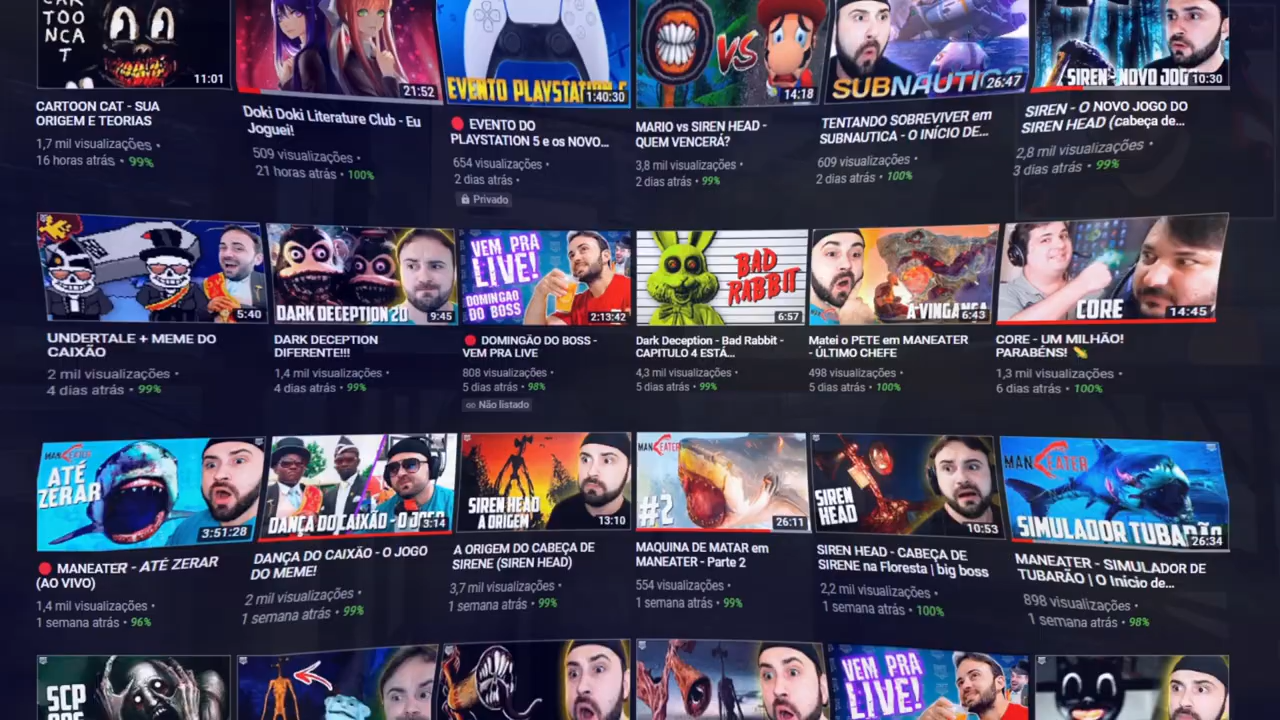 CAR
TOO
NCA
T
11:01
CARTOON CAT - SUA
ORIGEM E TEORIAS
1,7 mil visualizações •
16 horas atrás • 99%
21:52
Doki Doki Literature Club - Eu
Joguei!
509 visualizações •
21 horas atrás • 100%
EVENTO PLAYSTATION 5
1:40:30
EVENTO DO
PLAYSTATION 5 e os NOVO...
654 visualizações •
2 dias atrás •
Privado
VS
14:18
MARIO vs SIREN HEAD -
QUEM VENCERÁ?
3,8 mil visualizações •
2 dias atrás • 99%
SUBNAUTIC
26:47
TENTANDO SOBREVIVER em
SUBNAUTICA - O INÍCIO DE...
609 visualizações •
2 dias atrás • 100%
SIREN - NOVO JOG
10:30
SIREN - O NOVO JOGO DO
SIREN HEAD (cabeça de...
2,8 mil visualizações •
3 dias atrás • 99%
5:40
UNDERTALE + MEME DO
CAIXÃO
2 mil visualizações •
4 dias atrás • 99%
DARK DECEPTION 2D
9:45
DARK DECEPTION
DIFERENTE!!!
1,4 mil visualizações •
4 dias atrás • 99%
VEM PRA
LIVE!
DOMINGÃO
DO BOSS
2:13:42
DOMINGÃO DO BOSS -
VEM PRA LIVE
808 visualizações •
5 dias atrás • 98%
Não listado
BAD
RABBIT
6:57
Dark Deception - Bad Rabbit -
CAPITULO 4 ESTÁ...
4,3 mil visualizações •
5 dias atrás • 99%
A VINGANÇA
6:43
Matei o PETE em MANEATER
- ÚLTIMO CHEFE
498 visualizações •
5 dias atrás • 100%
CORE
14:45
CORE - UM MILHÃO!
PARABÉNS!
1,3 mil visualizações •
6 dias atrás • 100%
MANEATER
ATÉ
ZERAR
3:51:28
MANEATER - ATÉ ZERAR
(AO VIVO)
1,4 mil visualizações •
1 semana atrás • 96%
DANÇA DO CAIXÃO - O JOGO
3:14
DANÇA DO CAIXÃO - O JOGO
DO MEME!
2 mil visualizações •
1 semana atrás • 99%
SIREN HEAD
A ORIGEM
13:10
A ORIGEM DO CABEÇA DE
SIRENE (SIREN HEAD)
3,7 mil visualizações •
1 semana atrás • 99%
MANEATER
#2
26:11
MAQUINA DE MATAR em
MANEATER - Parte 2
554 visualizações •
1 semana atrás • 99%
SIREN
HEAD
10:53
SIREN HEAD - CABEÇA DE
SIRENE na Floresta | big boss
2,2 mil visualizações •
1 semana atrás • 100%
MANEATER
SIMULADOR TUBARÃO
26:34
MANEATER - SIMULADOR DE
TUBARÃO | O Início de...
898 visualizações •
1 semana atrás • 98%
SCP
VEM PRA
LIVE!